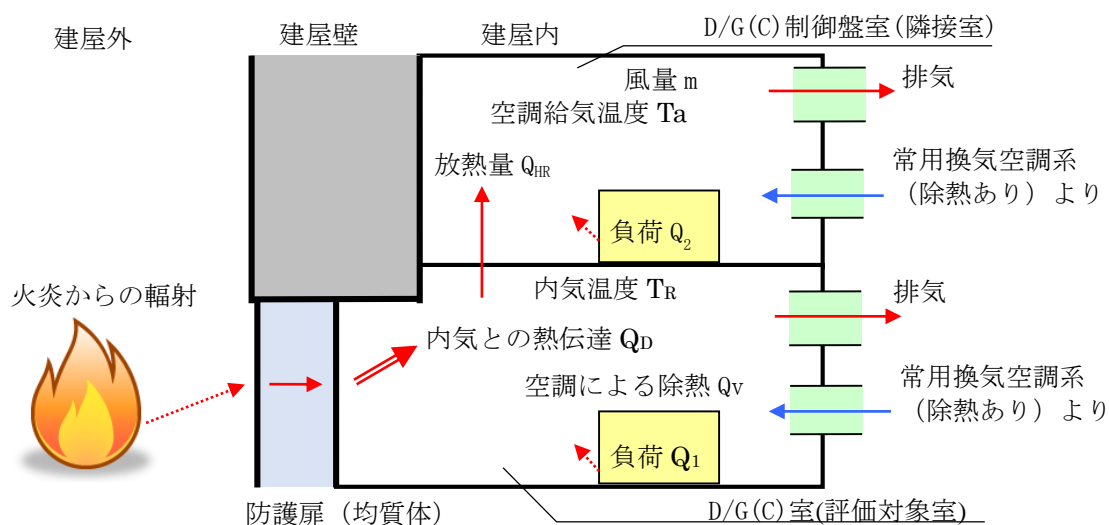 建屋外
建屋壁
建屋内
D/G(C)制御盤室(隣接室)
風量 m
排気
空調給気温度 Ta
放熱量 QHR
常用換気空調系
（除熱あり）より
負荷 Q2
火炎からの輻射
内気温度 TR
排気
内気との熱伝達 QD
空調による除熱 Qv
常用換気空調系
（除熱あり）より
負荷 Q1
防護扉（均質体）
D/G(C)室(評価対象室)